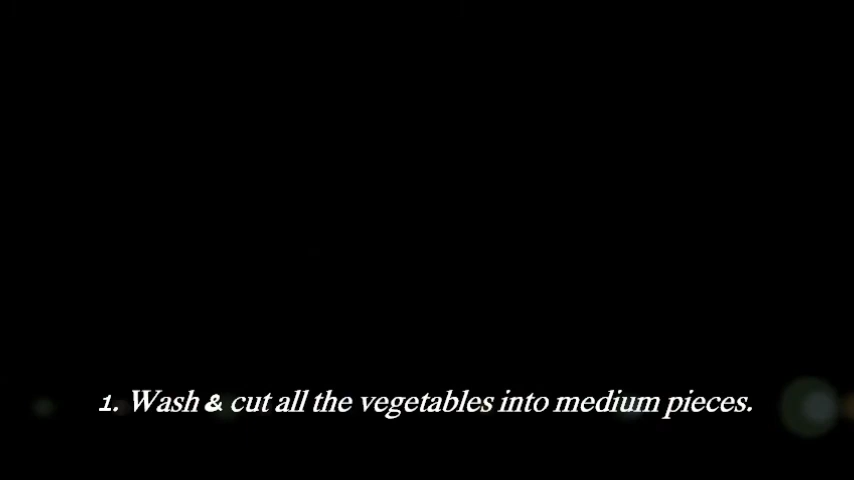 1. Wash & cut all the vegetables into medium pieces.